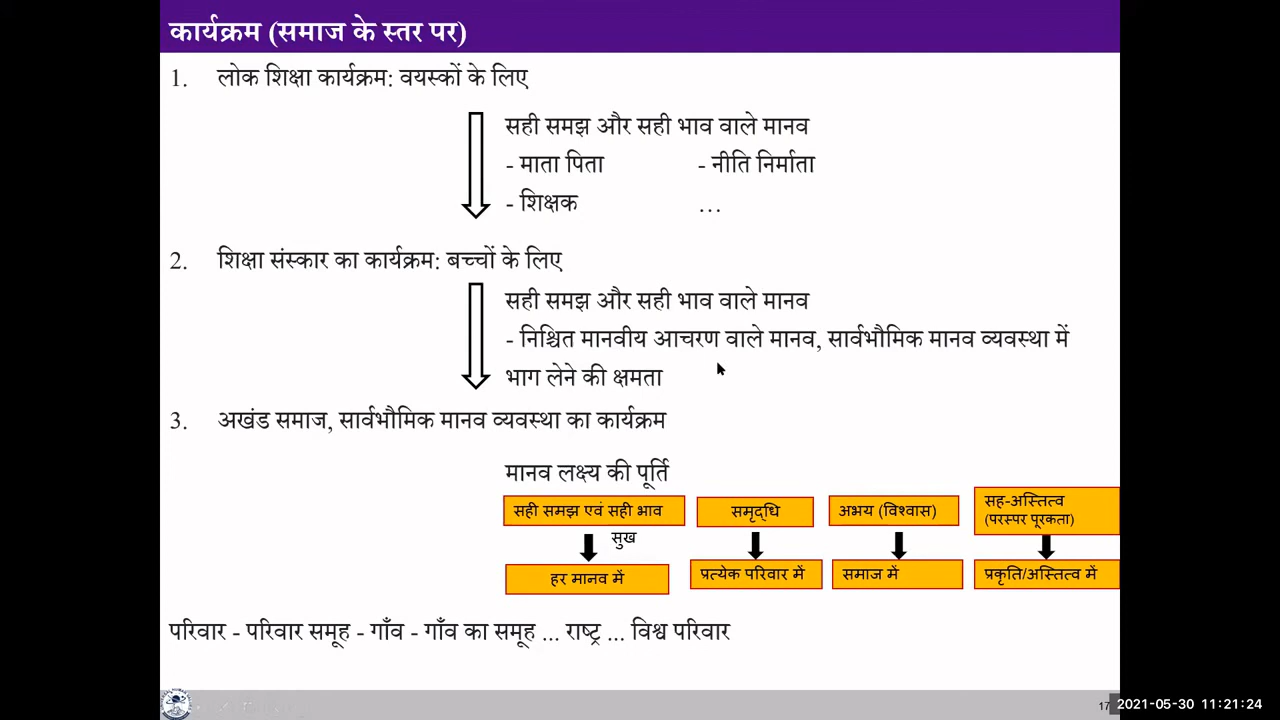 कार्यक्रम (समाज के स्तर पर)
1. लोक शिक्षा कार्यक्रम: वयस्कों के लिए
सही समझ और सही भाव वाले मानव
- माता पिता - नीति निर्माता
- शिक्षक ...
2. शिक्षा संस्कार का कार्यक्रम: बच्चों के लिए
सही समझ और सही भाव वाले मानव
- निश्चित मानवीय आचरण वाले मानव, सार्वभौमिक मानव व्यवस्था में
भाग लेने की क्षमता
3. अखंड समाज, सार्वभौमिक मानव व्यवस्था का कार्यक्रम
मानव लक्ष्य की पूर्ति
सही समझ एवं सही भाव समृद्धि अभय (विश्वास) सह-अस्तित्व
(परस्पर पूरकता)
सुख
हर मानव में प्रत्येक परिवार में समाज में प्रकृति/अस्तित्व में
परिवार - परिवार समूह - गाँव - गाँव का समूह ... राष्ट्र ... विश्व परिवार
17
2021-05-30 11:21:24